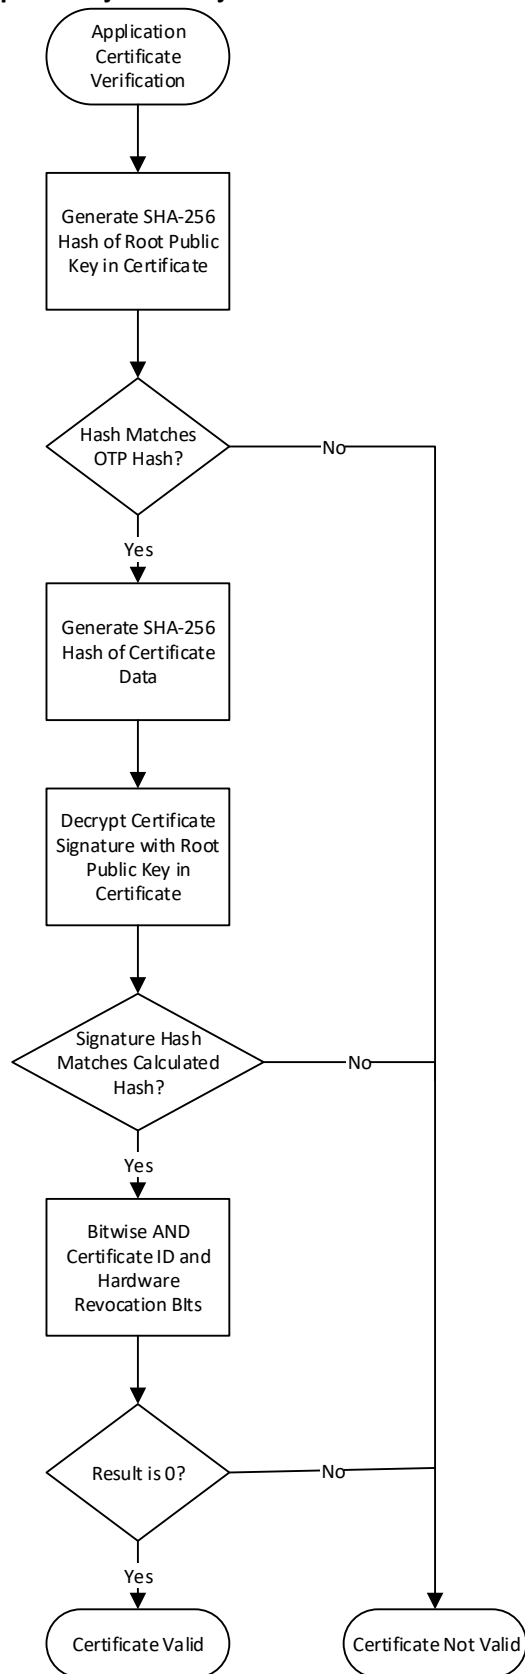 Application
Certificate
Verification
Generate SHA-256
Hash of Root Public
Key in Certificate
Hash Matches
OTP Hash?
No
Yes
Generate SHA-256
Hash of Certificate
Data
Decrypt Certificate
Signature with Root
Public Key in
Certificate
Signature Hash
Matches Calculated
Hash?
No
Yes
Bitwise AND
Certificate ID and
Hardware
Revocation BIts
Result is 0?
No
Yes
Certificate Valid
Certificate Not Valid